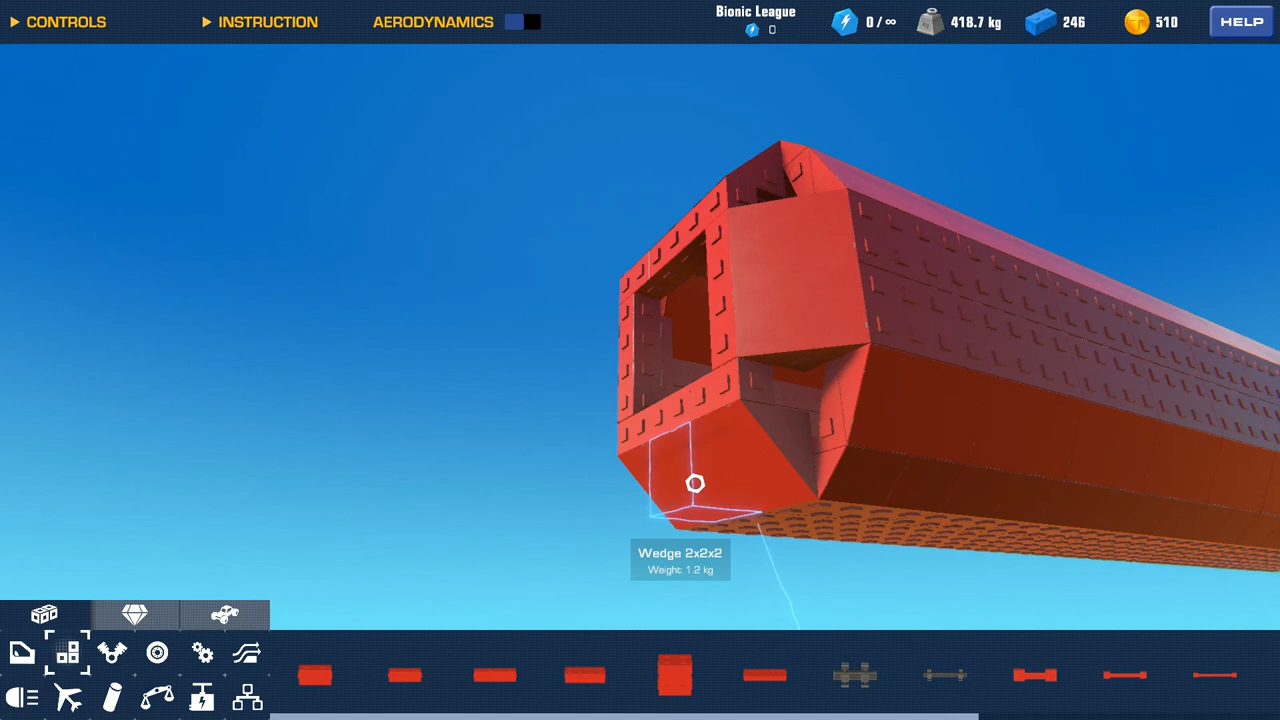 CONTROLS
INSTRUCTION
AERODYNAMICS
Bionic League
0
0 / ∞
418.7 kg
246
510
HELP
Wedge 2x2x2
Weight: 1.2 kg